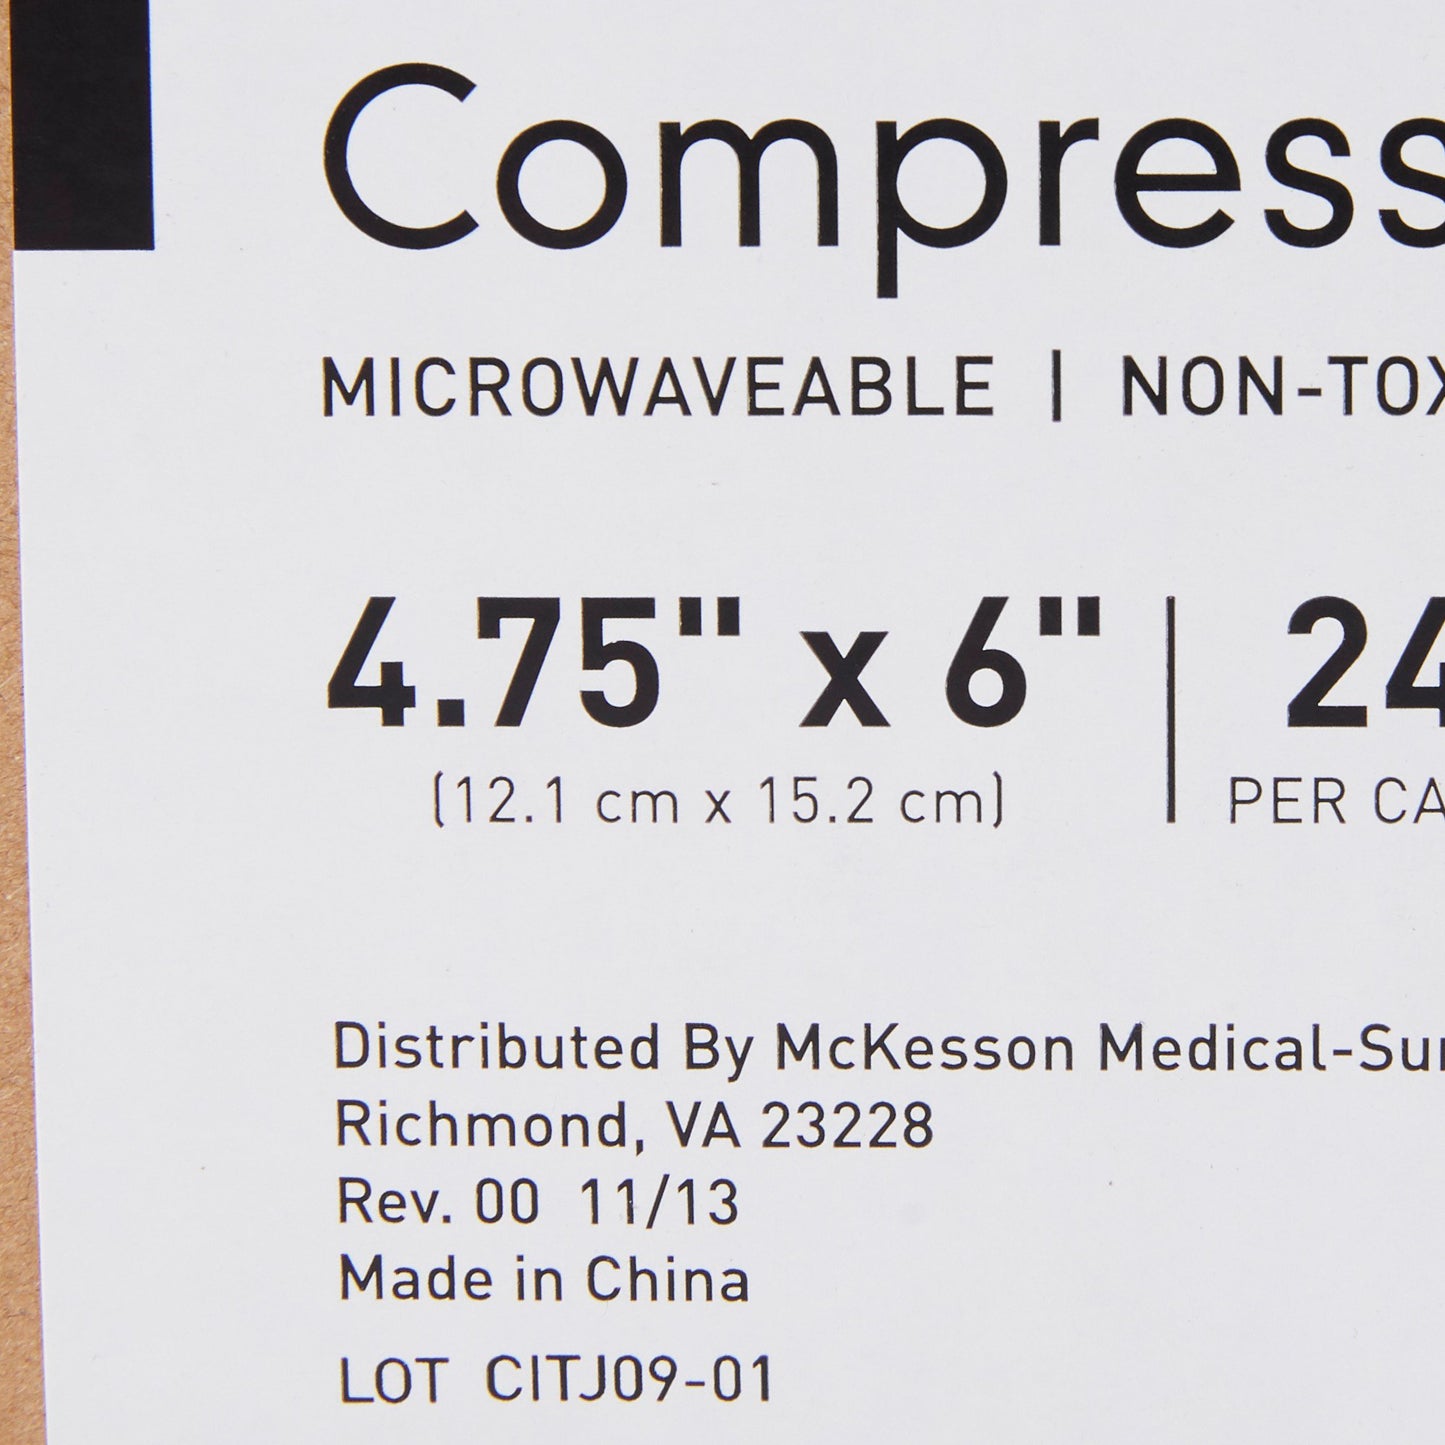 Compress
MICROWAVEABLE | NON-TOX
4.75" x 6" | 24
(12.1 cm x 15.2 cm) PER CA
Distributed By McKesson Medical-Sur
Richmond, VA 23228
Rev. 00 11/13
Made in China
LOT CITJ09-01